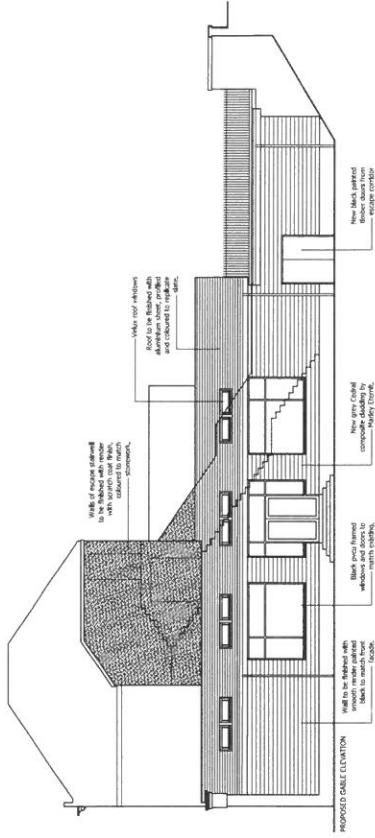 Walls of escape stairwell
to be finished with render
with scratch coat finish,
coloured to match
stonework.
Velux roof windows
Roof to be finished with
aluminium sheet, profiled
and coloured to replicate
slate.
Wall to be finished with
smooth render painted
black to match front
facade.
Black pvcu framed
windows and doors to
match existing.
New grey Cedral
composite cladding by
Marley Eternit.
New black painted
timber doors from
escape corridor
PROPOSED GABLE ELEVATION